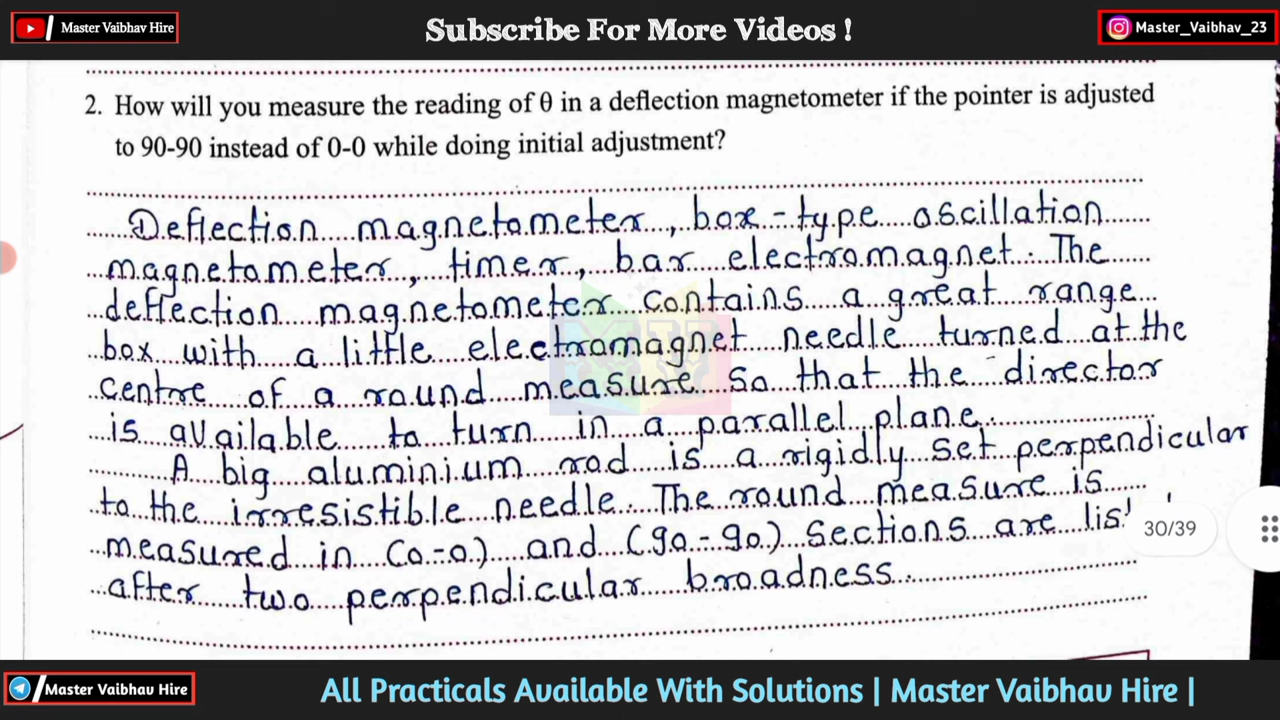 Master Vaibhav Hire
Subscribe For More Videos !
Master_Vaibhav_23
2. How will you measure the reading of θ in a deflection magnetometer if the pointer is adjusted
to 90-90 instead of 0-0 while doing initial adjustment?
Deflection magnetometer, box-type oscillation
magnetometer, timer, bar electromagnet. The
deflection magnetometer contains a great range
box with a little electromagnet needle turned at the
centre of a round measure so that the director
is available to turn in a parallel plane.
A big aluminium rod is a rigidly set perpendicular
to the irresistible needle. The round measure is
measured in (0-0) and (90-90) sections are
30/39
after two perpendicular broadness.
/Master Vaibhav Hire
All Practicals Available With Solutions | Master Vaibhav Hire |